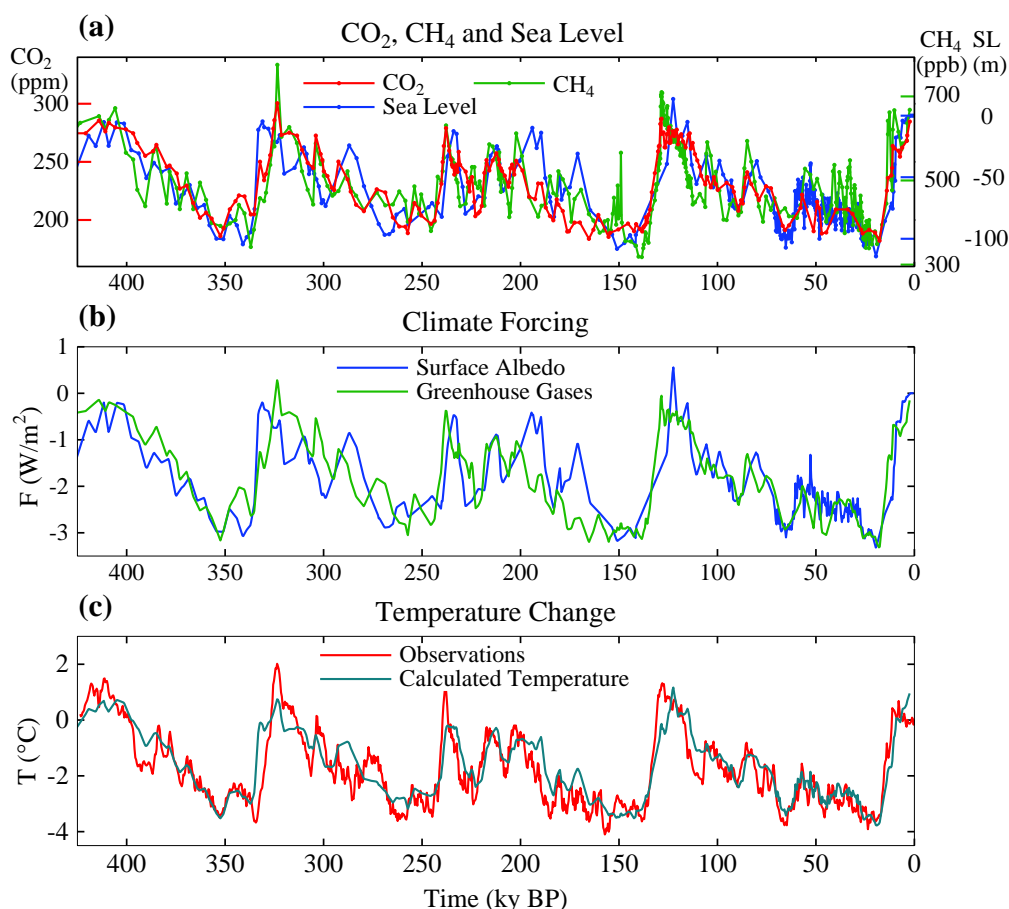 (a)
CO₂, CH₄ and Sea Level
CO₂
(ppm)
CH₄ SL
(ppb) (m)
CO₂
CH₄
Sea Level
300
250
200
700
500
300
0
-50
-100
400 350 300 250 200 150 100 50 0
(b)
Climate Forcing
Surface Albedo
Greenhouse Gases
F (W/m²)
1
0
-1
-2
-3
400 350 300 250 200 150 100 50 0
(c)
Temperature Change
Observations
Calculated Temperature
T (°C)
2
0
-2
-4
400 350 300 250 200 150 100 50 0
Time (ky BP)